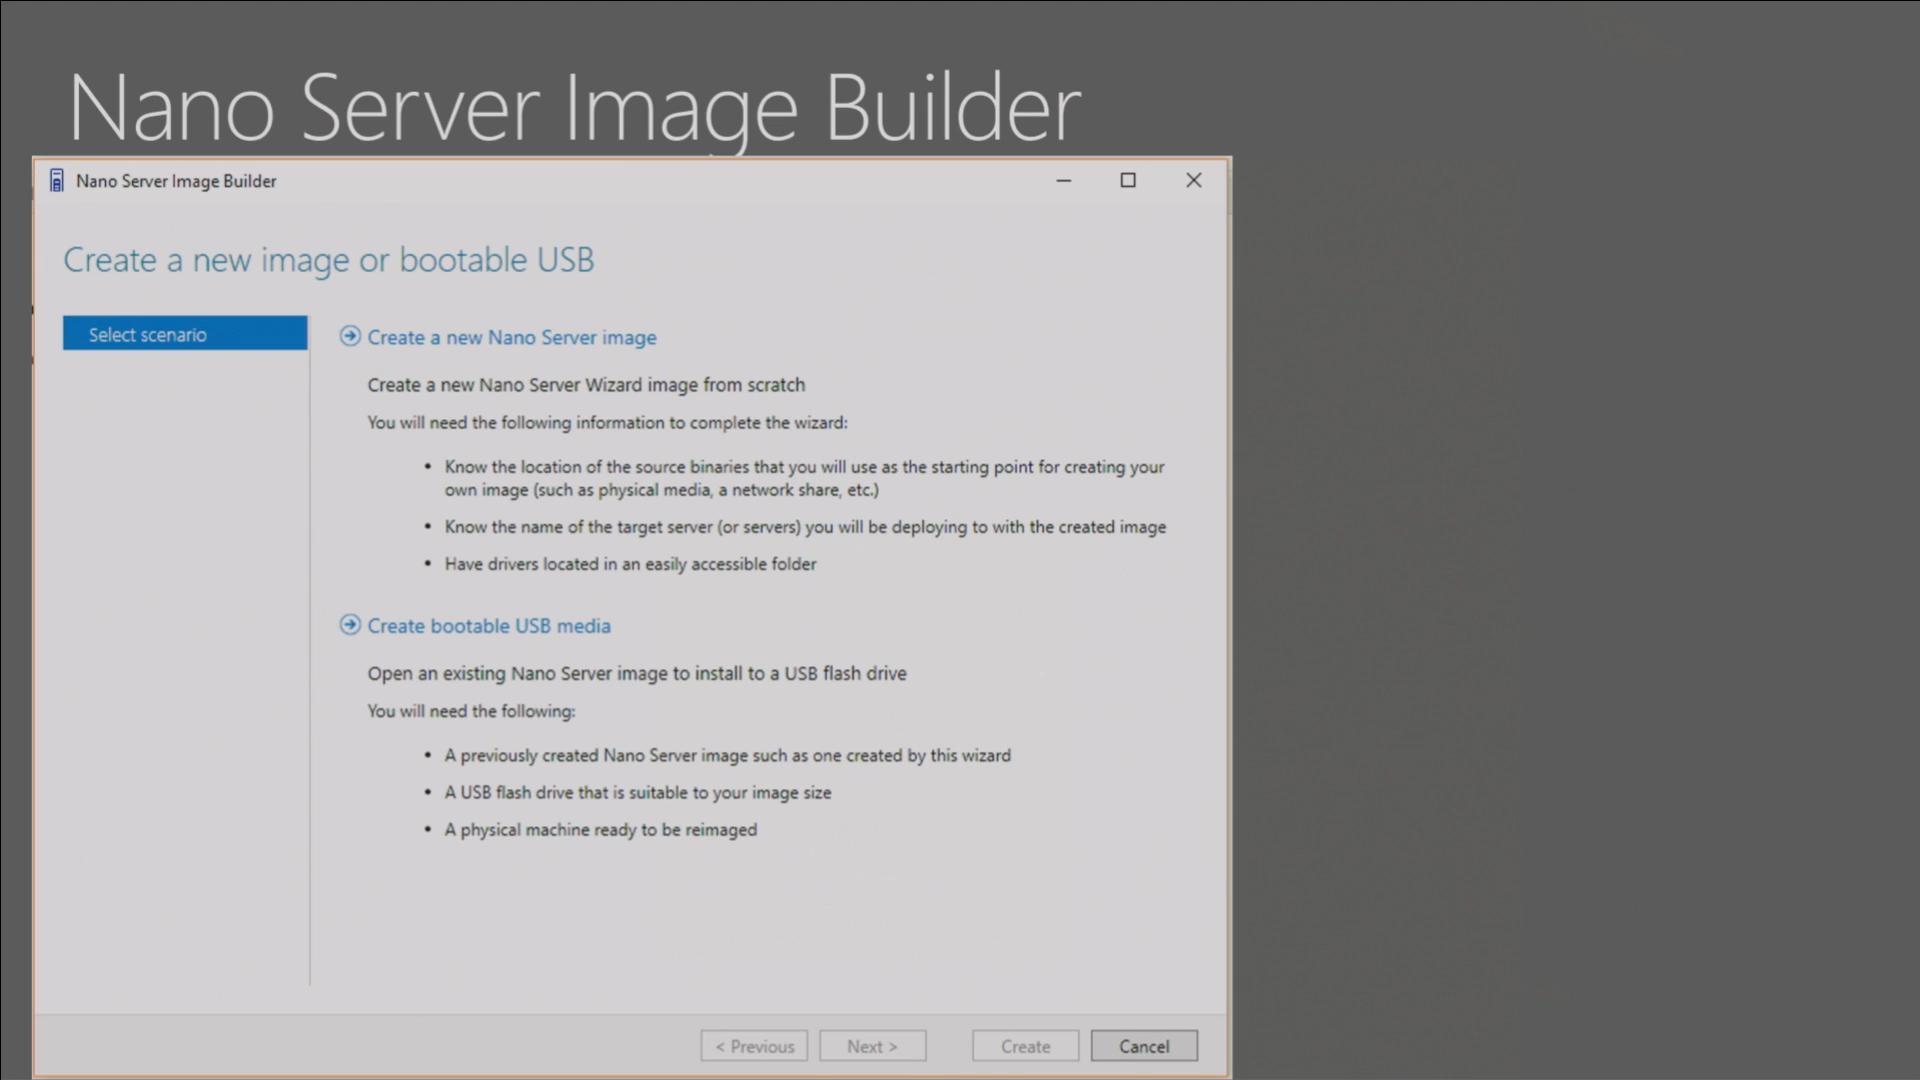 Nano Server Image Builder
Nano Server Image Builder
Create a new image or bootable USB
Select scenario
Create a new Nano Server image
Create a new Nano Server Wizard image from scratch
You will need the following information to complete the wizard:
• Know the location of the source binaries that you will use as the starting point for creating your
own image (such as physical media, a network share, etc.)
• Know the name of the target server (or servers) you will be deploying to with the created image
• Have drivers located in an easily accessible folder
Create bootable USB media
Open an existing Nano Server image to install to a USB flash drive
You will need the following:
• A previously created Nano Server image such as one created by this wizard
• A USB flash drive that is suitable to your image size
• A physical machine ready to be reimaged
< Previous
Next >
Create
Cancel